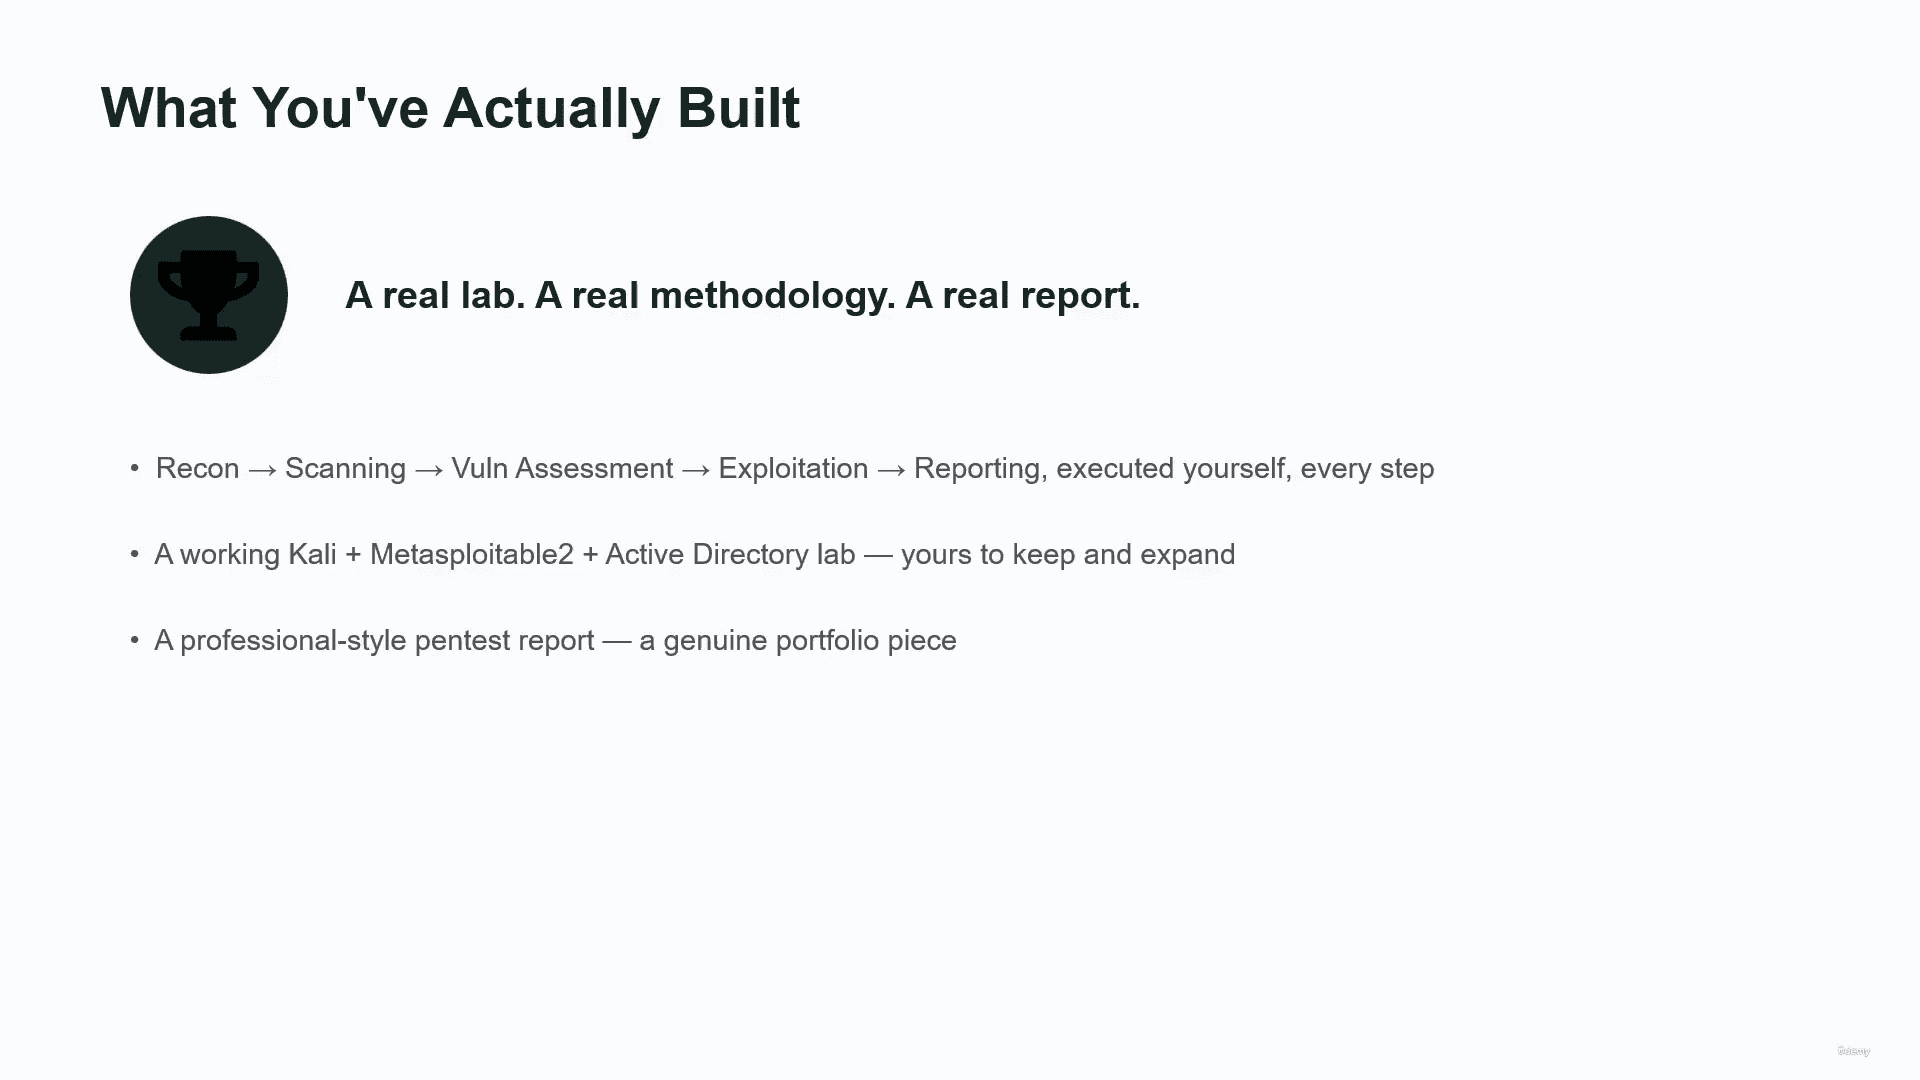 What You've Actually Built
A real lab. A real methodology. A real report.
• Recon → Scanning → Vuln Assessment → Exploitation → Reporting, executed yourself, every step
• A working Kali + Metasploitable2 + Active Directory lab — yours to keep and expand
• A professional-style pentest report — a genuine portfolio piece
Udemy